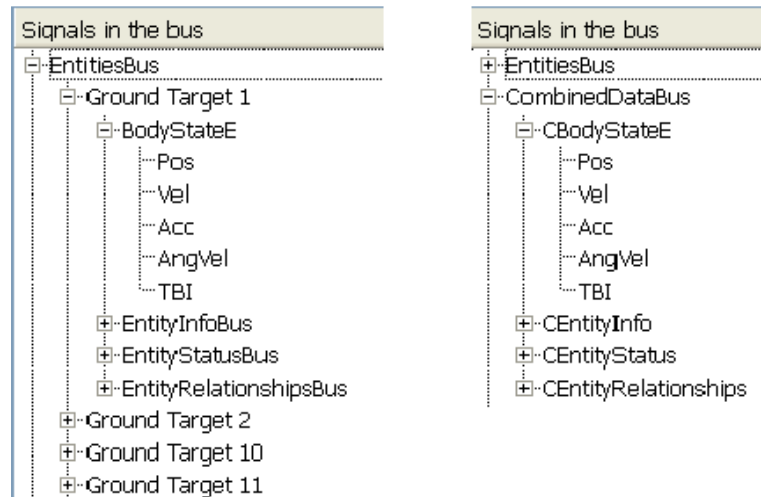 Signals in the bus
EntitiesBus
Ground Target 1
BodyStateE
Pos
Vel
Acc
AngVel
TBI
EntityInfoBus
EntityStatusBus
EntityRelationshipsBus
Ground Target 2
Ground Target 10
Ground Target 11
Signals in the bus
EntitiesBus
CombinedDataBus
CBodyStateE
Pos
Vel
Acc
AngVel
TBI
CEntityInfo
CEntityStatus
CEntityRelationships